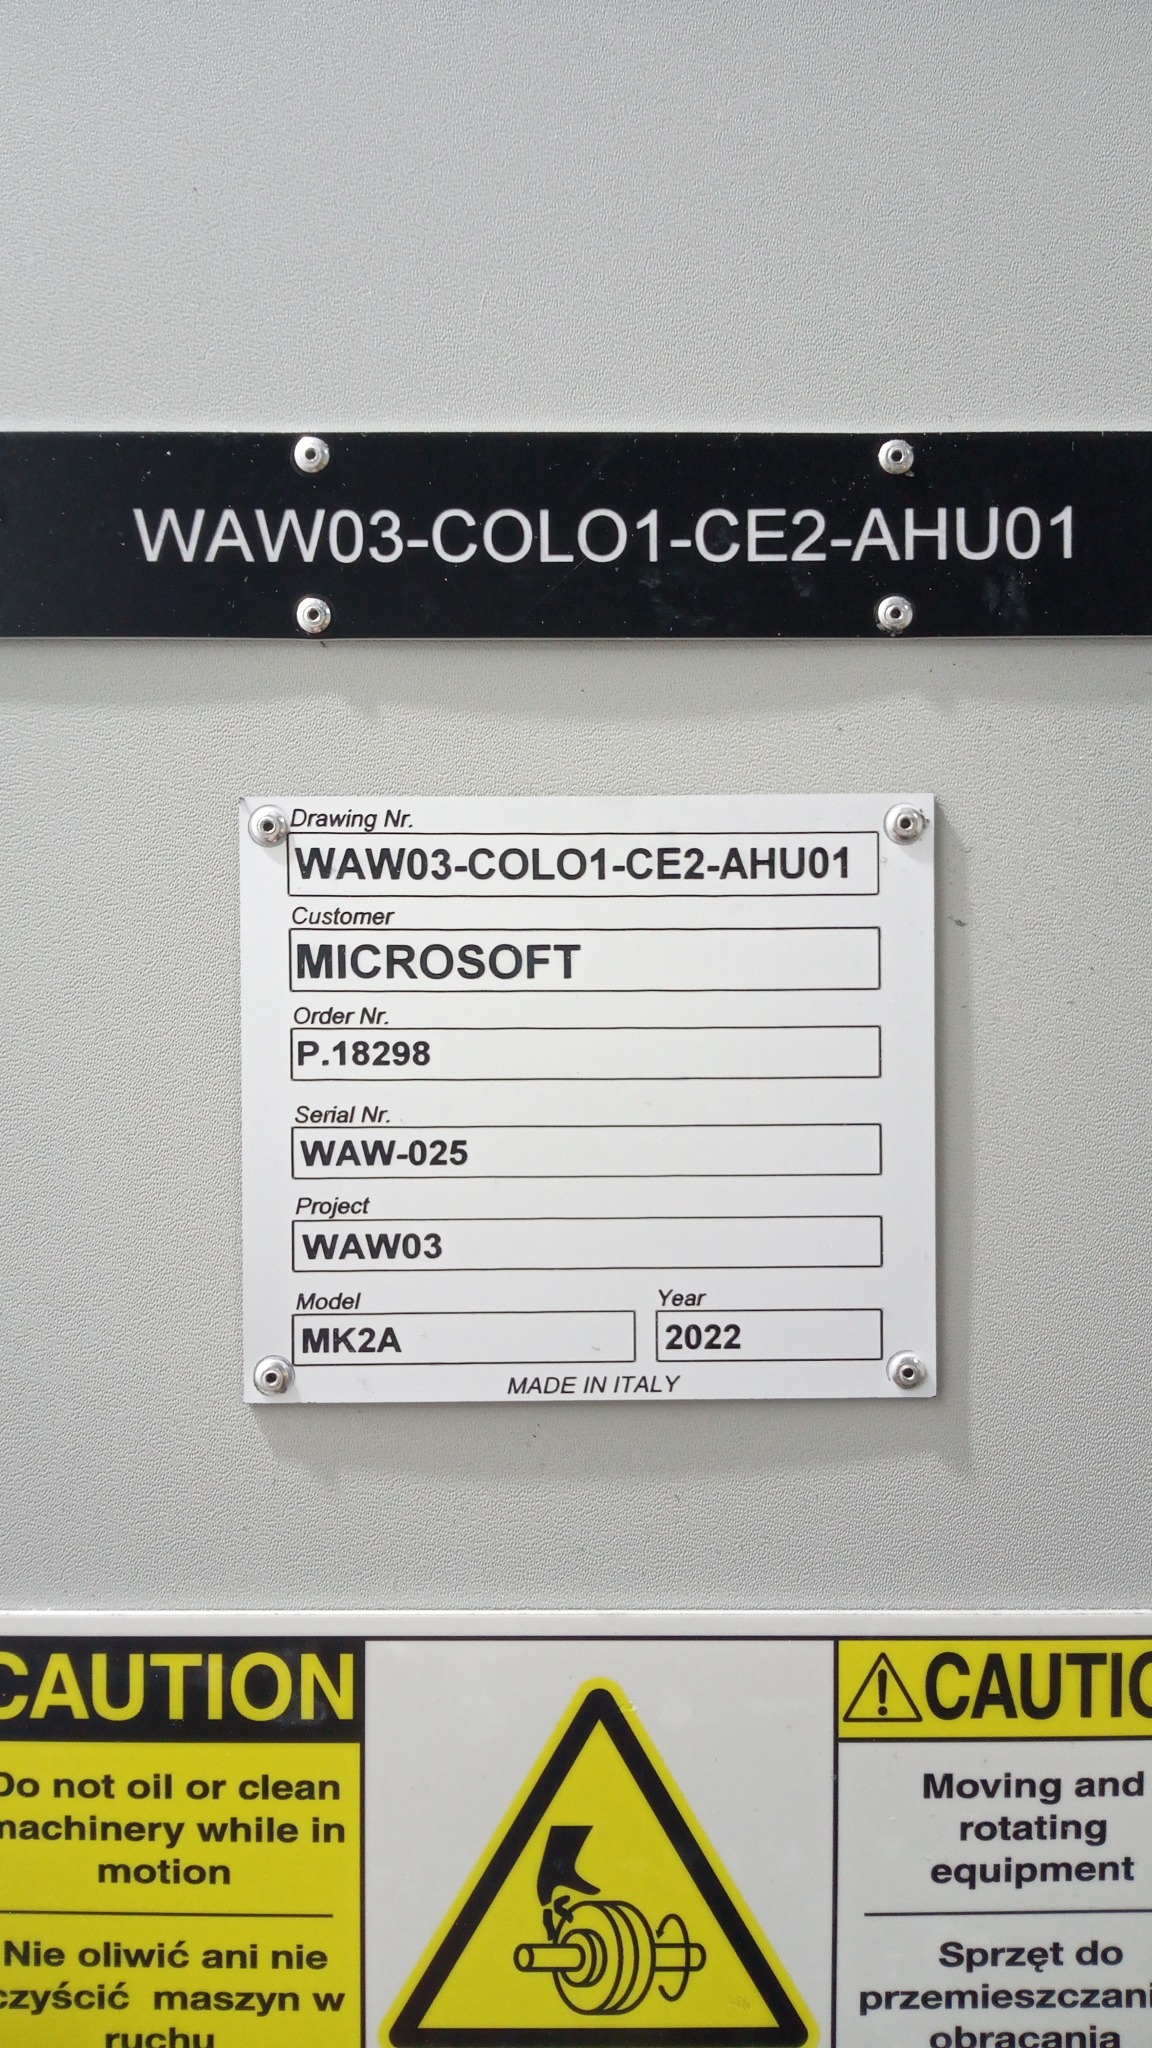 WAW03-COLO1-CE2-AHU01
Drawing Nr.
WAW03-COLO1-CE2-AHU01
Customer
MICROSOFT
Order Nr.
P.18298
Serial Nr.
WAW-025
Project
WAW03
Model
MK2A
Year
2022
MADE IN ITALY
CAUTION
Do not oil or clean
machinery while in
motion
Nie oliwić ani nie
czyścić maszyn w
ruchu
CAUTIO
Moving and
rotating
equipment
Sprzęt do
przemieszczani
obracania